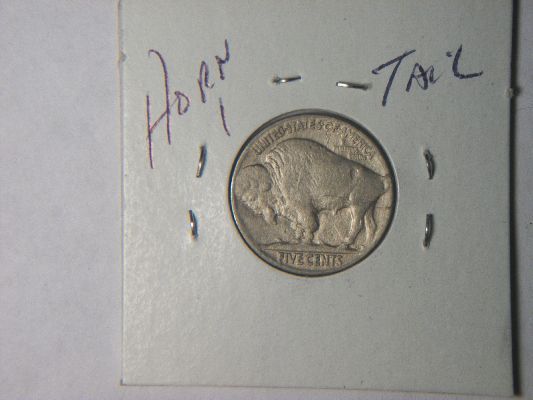 HORN
TAIL
UNITED·STATES OF AMERICA
FIVE CENTS